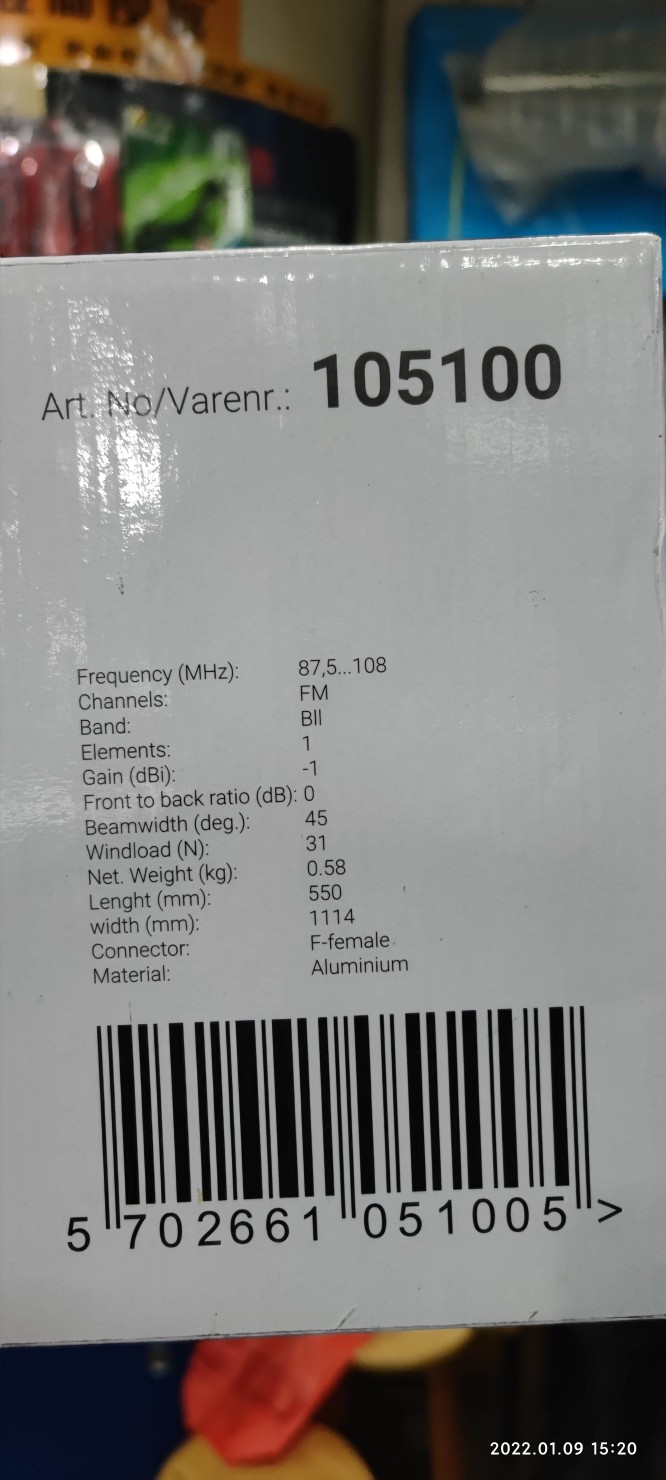 Art. No/Varenr.: 105100
Frequency (MHz): 87,5...108
Channels: FM
Band: BII
Elements: 1
Gain (dBi): -1
Front to back ratio (dB): 0
Beamwidth (deg.): 45
Windload (N): 31
Net. Weight (kg): 0.58
Lenght (mm): 550
width (mm): 1114
Connector: F-female
Material: Aluminium
5 702661 051005 >
2022.01.09 15:20